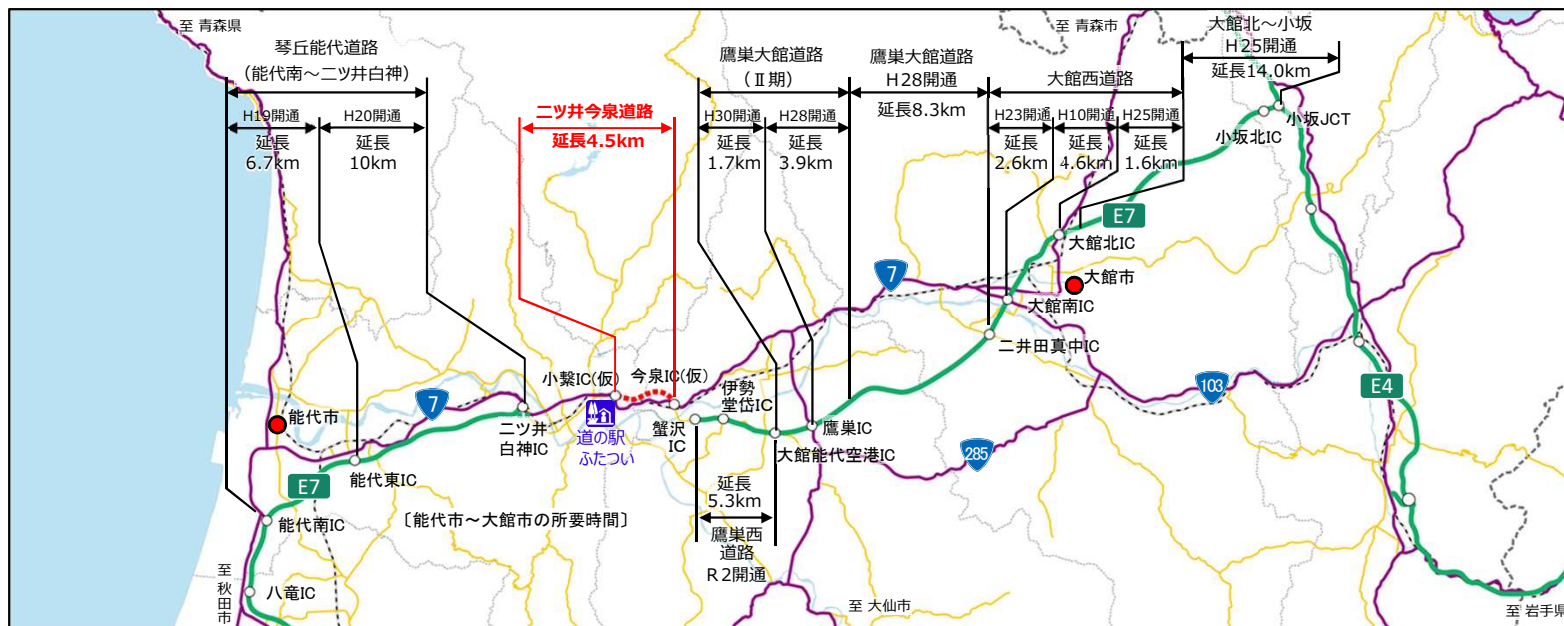 至 青森県
琴丘能代道路
（能代南～二ツ井白神）
H19開通
延長
6.7km
H20開通
延長
10km
二ツ井今泉道路
延長4.5km
鷹巣大館道路
（Ⅱ期）
H30開通
延長
1.7km
H28開通
延長
3.9km
鷹巣大館道路
H28開通
延長8.3km
至 青森市
大館西道路
H23開通
延長
2.6km
H10開通
延長
4.6km
H25開通
延長
1.6km
大館北～小坂
H25開通
延長14.0km
小坂JCT
小坂北IC
E7
大館北IC
大館市
7
大館南IC
二井田真中IC
103
E4
小繋IC(仮)
今泉IC(仮)
伊勢
堂岱IC
7
能代市
二ツ井
白神IC
道の駅
ふたつい
蟹沢
IC
鷹巣IC
大館能代空港IC
285
能代東IC
E7
能代南IC
〔能代市～大館市の所要時間〕
延長
5.3km
鷹巣西
道路
R2開通
至 秋田市
八竜IC
至 大仙市
至 岩手県